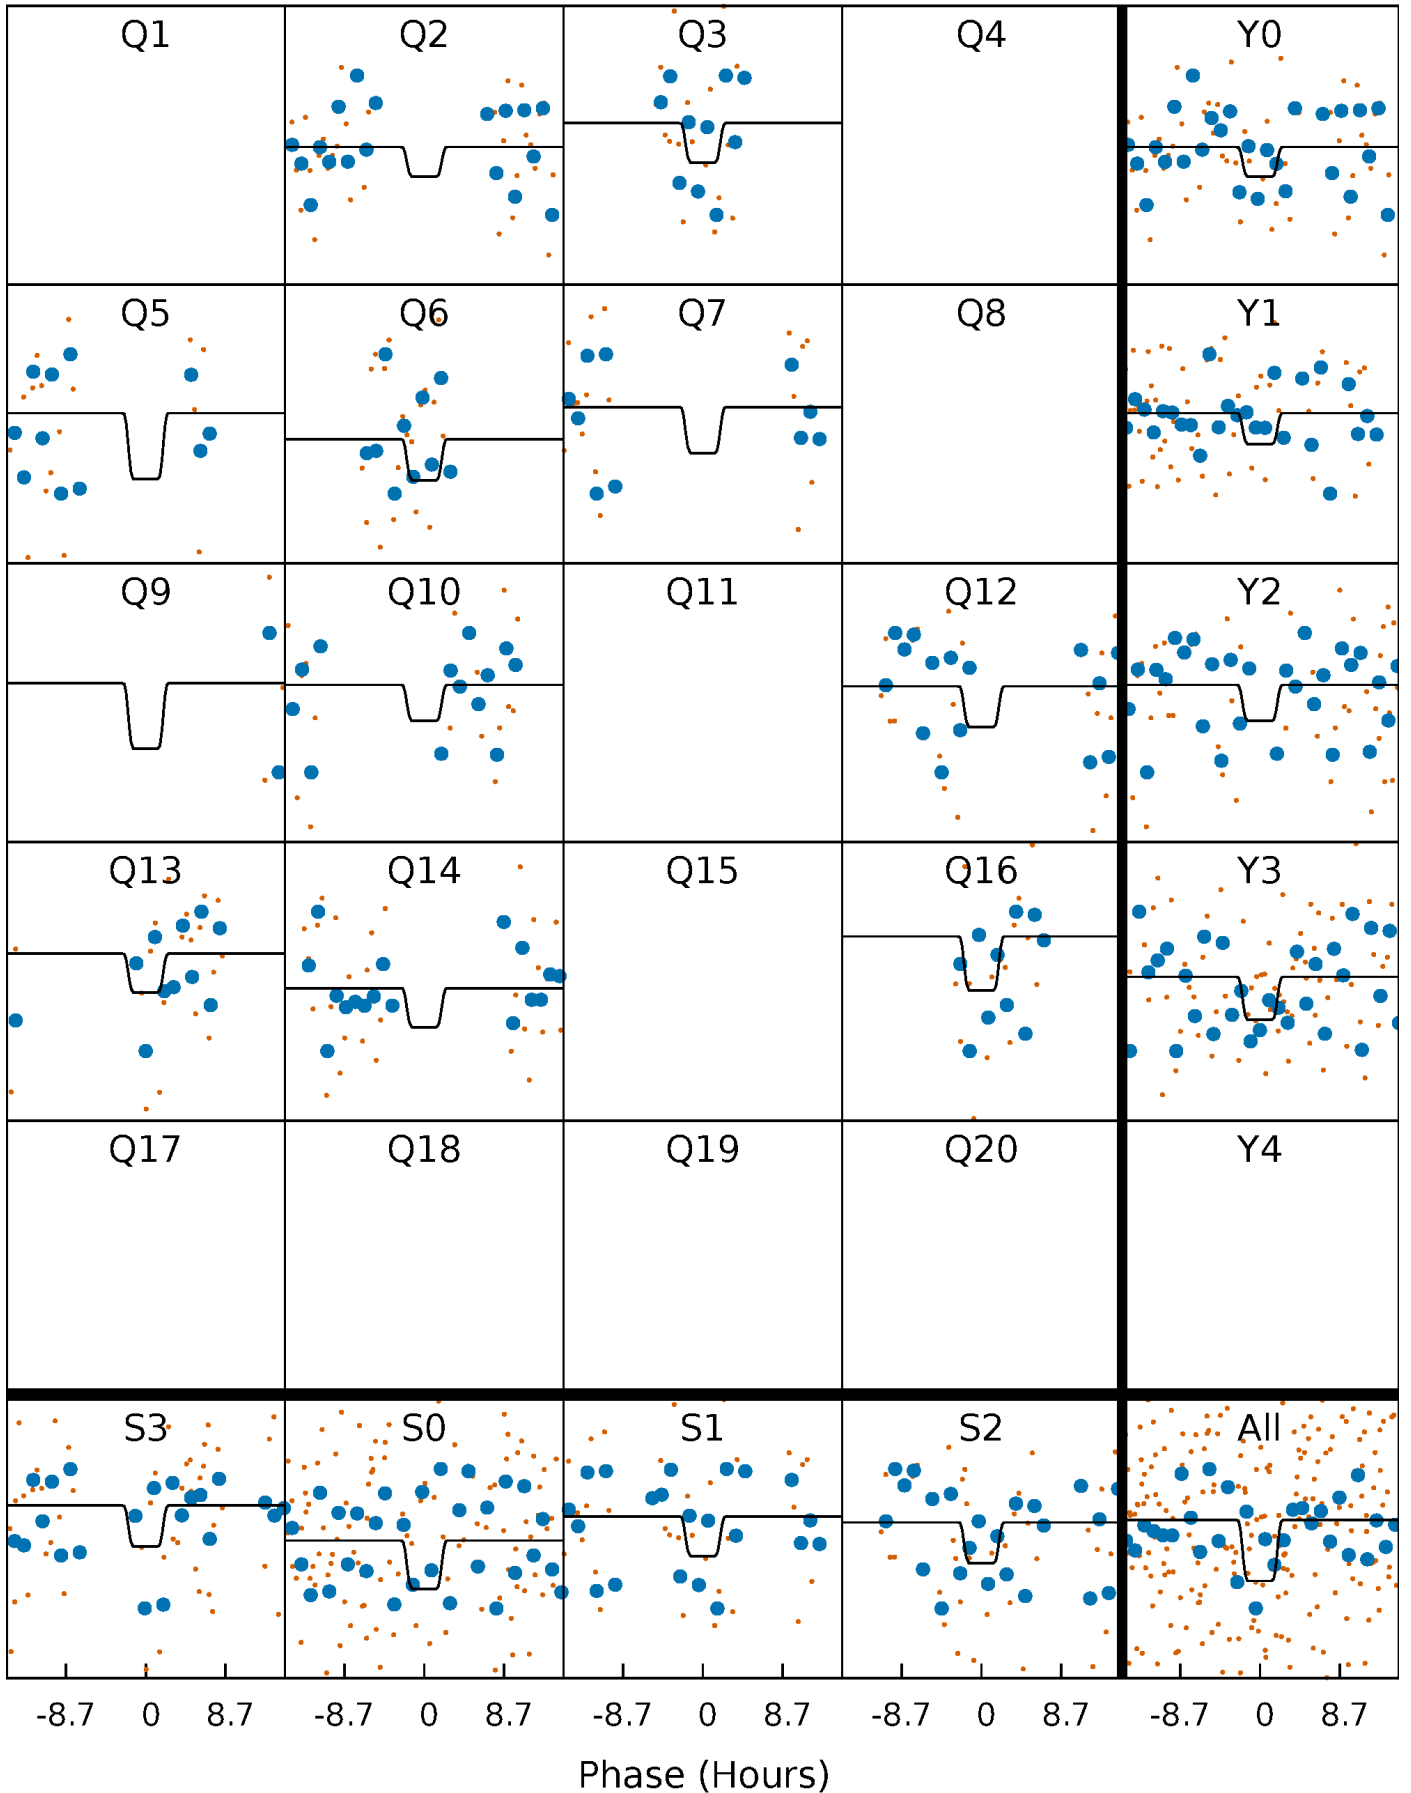 Q1 Q2 Q3 Q4 Y0
Q5 Q6 Q7 Q8 Y1
Q9 Q10 Q11 Q12 Y2
Q13 Q14 Q15 Q16 Y3
Q17 Q18 Q19 Q20 Y4
S3 S0 S1 S2 All
-8.7 0 8.7 -8.7 0 8.7 -8.7 0 8.7 -8.7 0 8.7 -8.7 0 8.7
Phase (Hours)